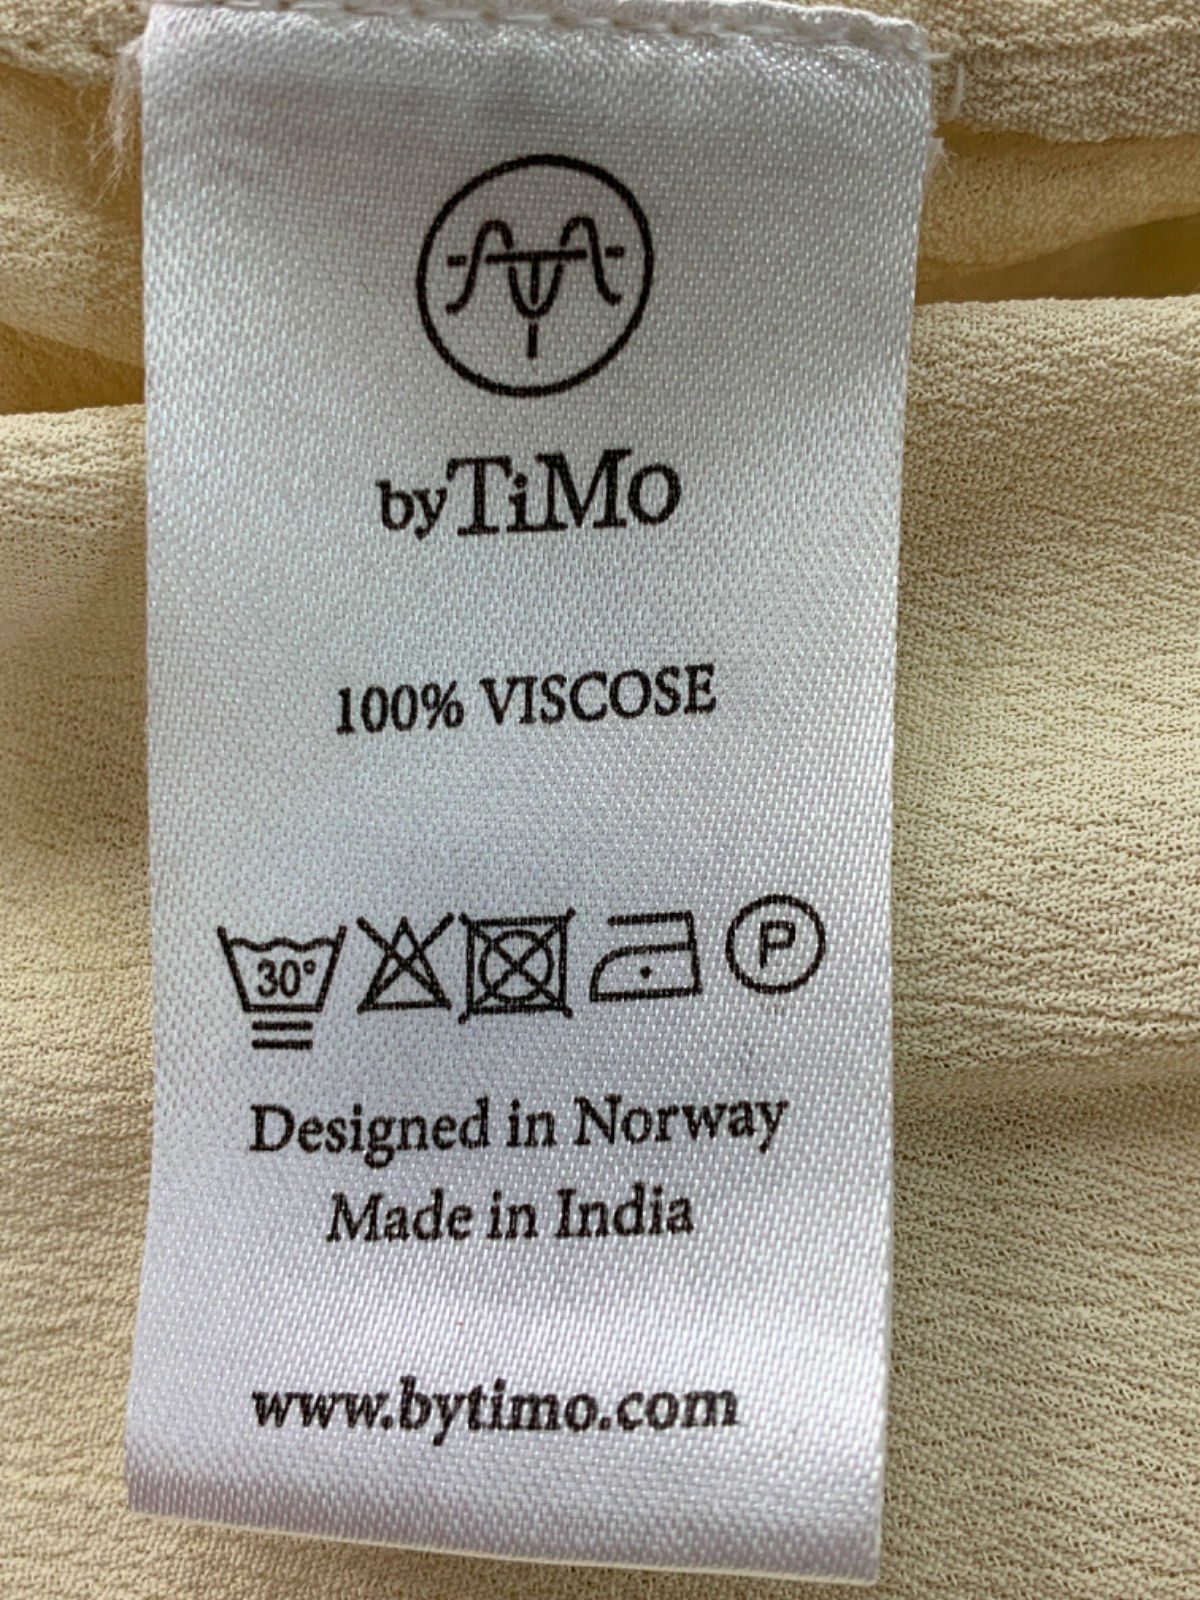 byTiMo
100% VISCOSE
30°
P
Designed in Norway
Made in India
www.bytimo.com